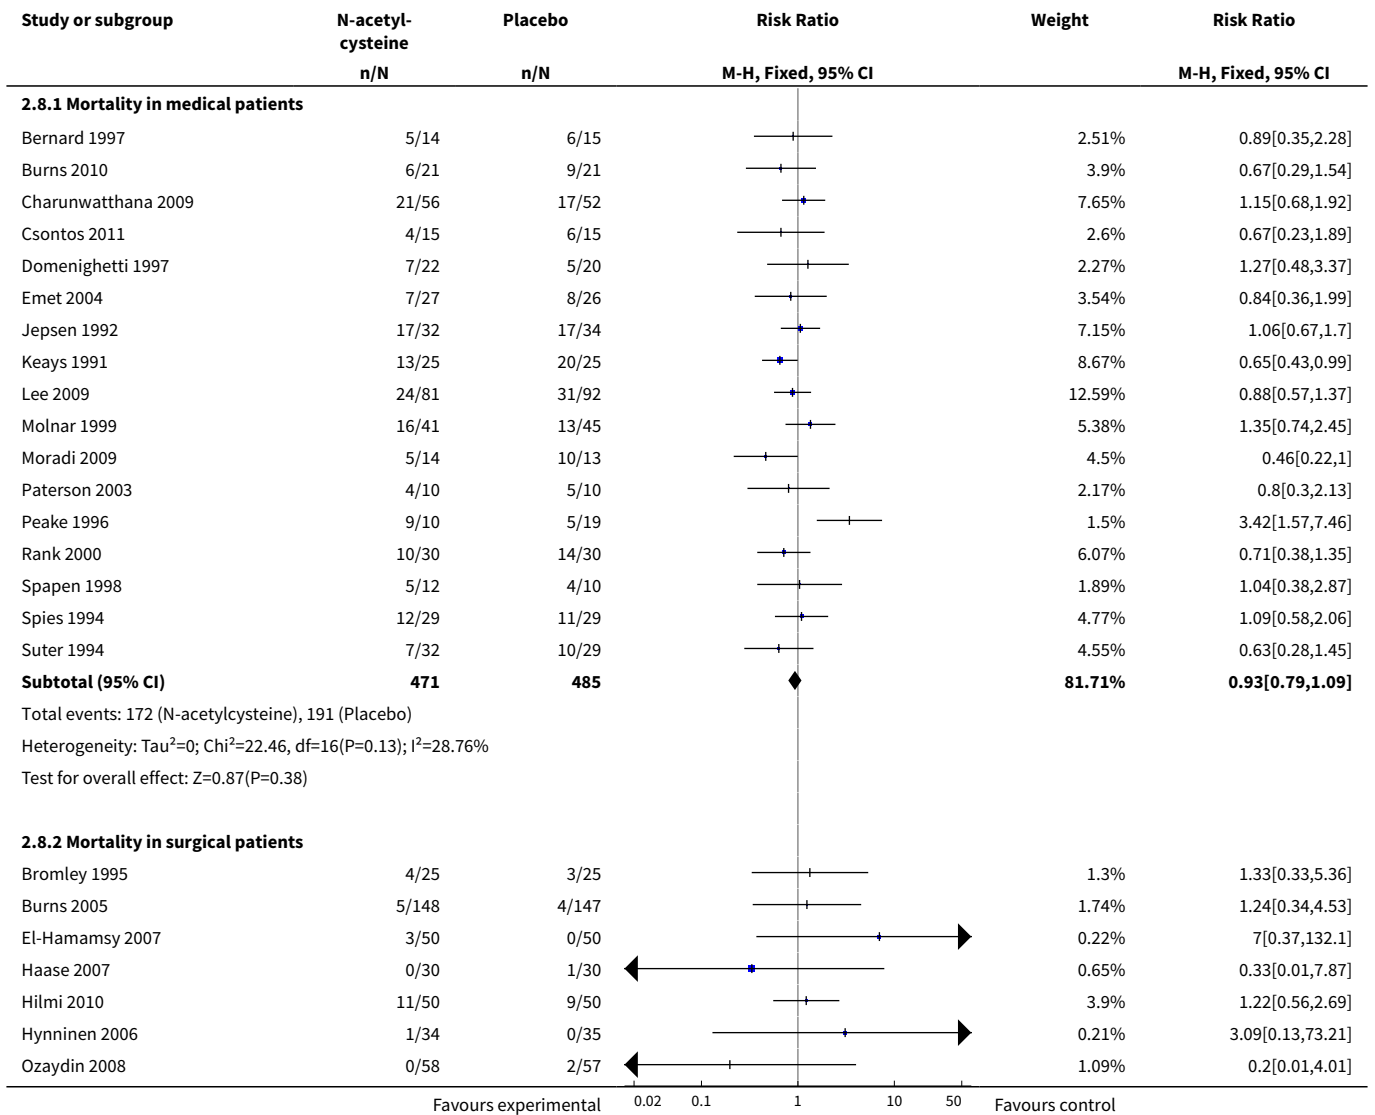 Study or subgroup N-acetyl-cysteine Placebo Risk Ratio Weight Risk Ratio
n/N n/N M-H, Fixed, 95% CI M-H, Fixed, 95% CI
2.8.1 Mortality in medical patients
Bernard 1997 5/14 6/15 2.51% 0.89[0.35,2.28]
Burns 2010 6/21 9/21 3.9% 0.67[0.29,1.54]
Charunwatthana 2009 21/56 17/52 7.65% 1.15[0.68,1.92]
Csontos 2011 4/15 6/15 2.6% 0.67[0.23,1.89]
Domenighetti 1997 7/22 5/20 2.27% 1.27[0.48,3.37]
Emet 2004 7/27 8/26 3.54% 0.84[0.36,1.99]
Jepsen 1992 17/32 17/34 7.15% 1.06[0.67,1.7]
Keays 1991 13/25 20/25 8.67% 0.65[0.43,0.99]
Lee 2009 24/81 31/92 12.59% 0.88[0.57,1.37]
Molnar 1999 16/41 13/45 5.38% 1.35[0.74,2.45]
Moradi 2009 5/14 10/13 4.5% 0.46[0.22,1]
Paterson 2003 4/10 5/10 2.17% 0.8[0.3,2.13]
Peake 1996 9/10 5/19 1.5% 3.42[1.57,7.46]
Rank 2000 10/30 14/30 6.07% 0.71[0.38,1.35]
Spapen 1998 5/12 4/10 1.89% 1.04[0.38,2.87]
Spies 1994 12/29 11/29 4.77% 1.09[0.58,2.06]
Suter 1994 7/32 10/29 4.55% 0.63[0.28,1.45]
Subtotal (95% CI) 471 485 81.71% 0.93[0.79,1.09]
Total events: 172 (N-acetylcysteine), 191 (Placebo)
Heterogeneity: Tau²=0; Chi²=22.46, df=16(P=0.13); I²=28.76%
Test for overall effect: Z=0.87(P=0.38)
2.8.2 Mortality in surgical patients
Bromley 1995 4/25 3/25 1.3% 1.33[0.33,5.36]
Burns 2005 5/148 4/147 1.74% 1.24[0.34,4.53]
El-Hamamsy 2007 3/50 0/50 0.22% 7[0.37,132.1]
Haase 2007 0/30 1/30 0.65% 0.33[0.01,7.87]
Hilmi 2010 11/50 9/50 3.9% 1.22[0.56,2.69]
Hynninen 2006 1/34 0/35 0.21% 3.09[0.13,73.21]
Ozaydin 2008 0/58 2/57 1.09% 0.2[0.01,4.01]
Favours experimental 0.02 0.1 1 10 50 Favours control